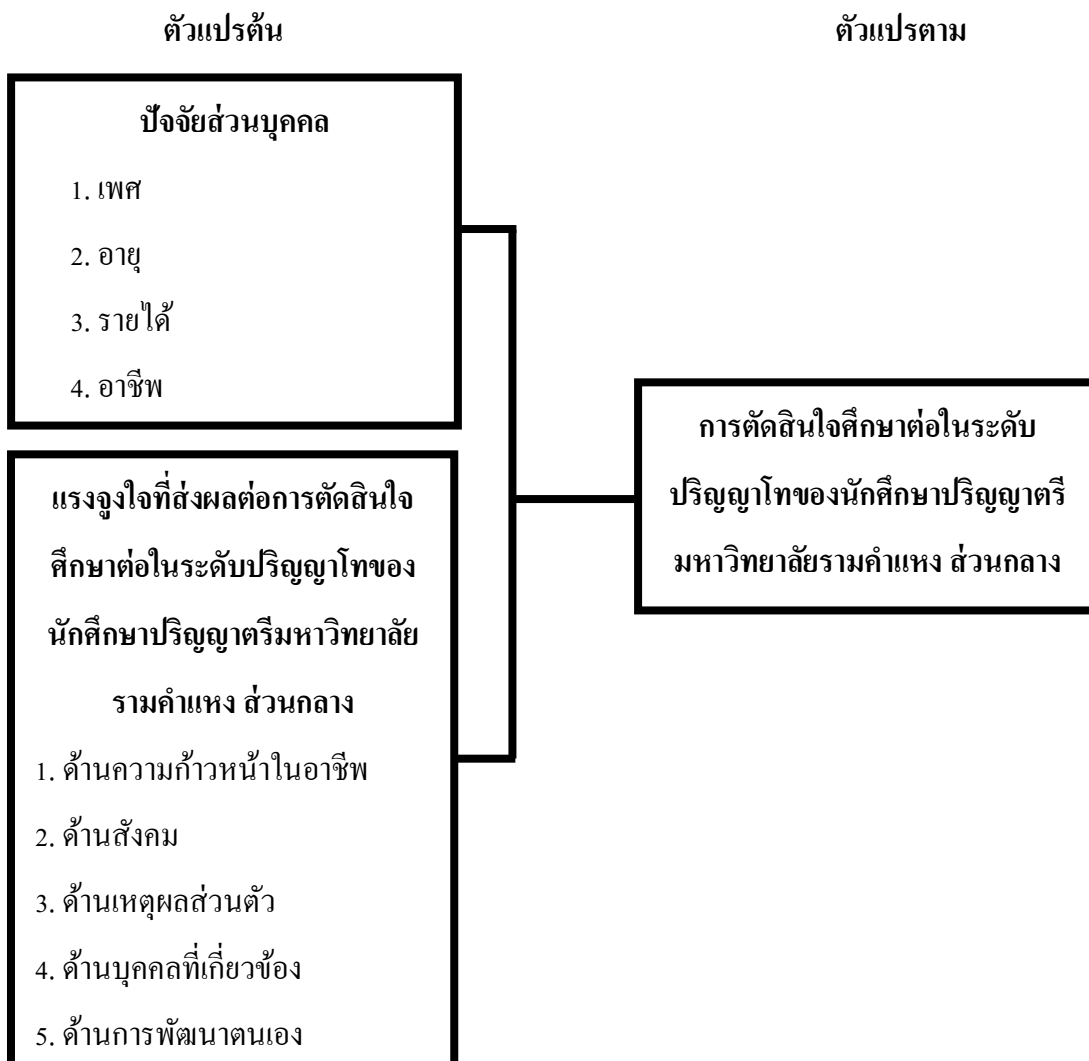 ตัวแปรต้น
ตัวแปรตาม
ปัจจัยส่วนบุคคล
1. เพศ
2. อายุ
3. รายได้
4. อาชีพ
แรงจูงใจที่ส่งผลต่อการตัดสินใจ
ศึกษาต่อในระดับปริญญาโทของ
นักศึกษาปริญญาตรีมหาวิทยาลัย
รามคำแหง ส่วนกลาง
1. ด้านความก้าวหน้าในอาชีพ
2. ด้านสังคม
3. ด้านเหตุผลส่วนตัว
4. ด้านบุคคลที่เกี่ยวข้อง
5. ด้านการพัฒนาตนเอง
การตัดสินใจศึกษาต่อในระดับ
ปริญญาโทของนักศึกษาปริญญาตรี
มหาวิทยาลัยรามคำแหง ส่วนกลาง